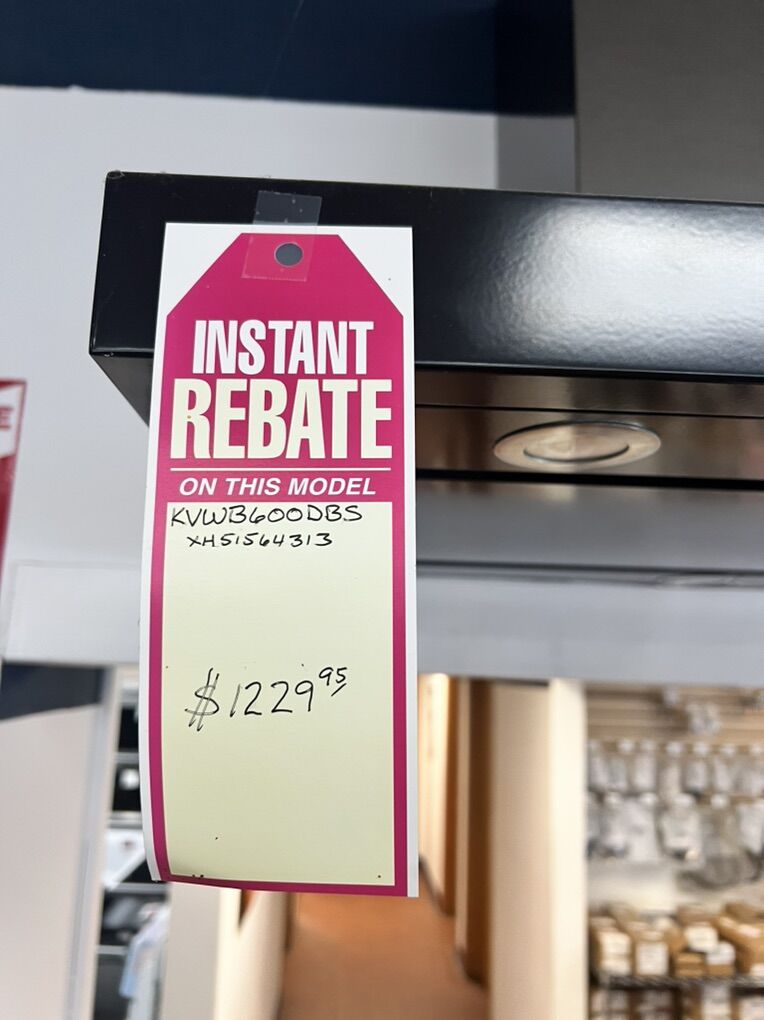 INSTANT
REBATE
ON THIS MODEL
KVWB600DBS
XH51564313
$1229.95
E